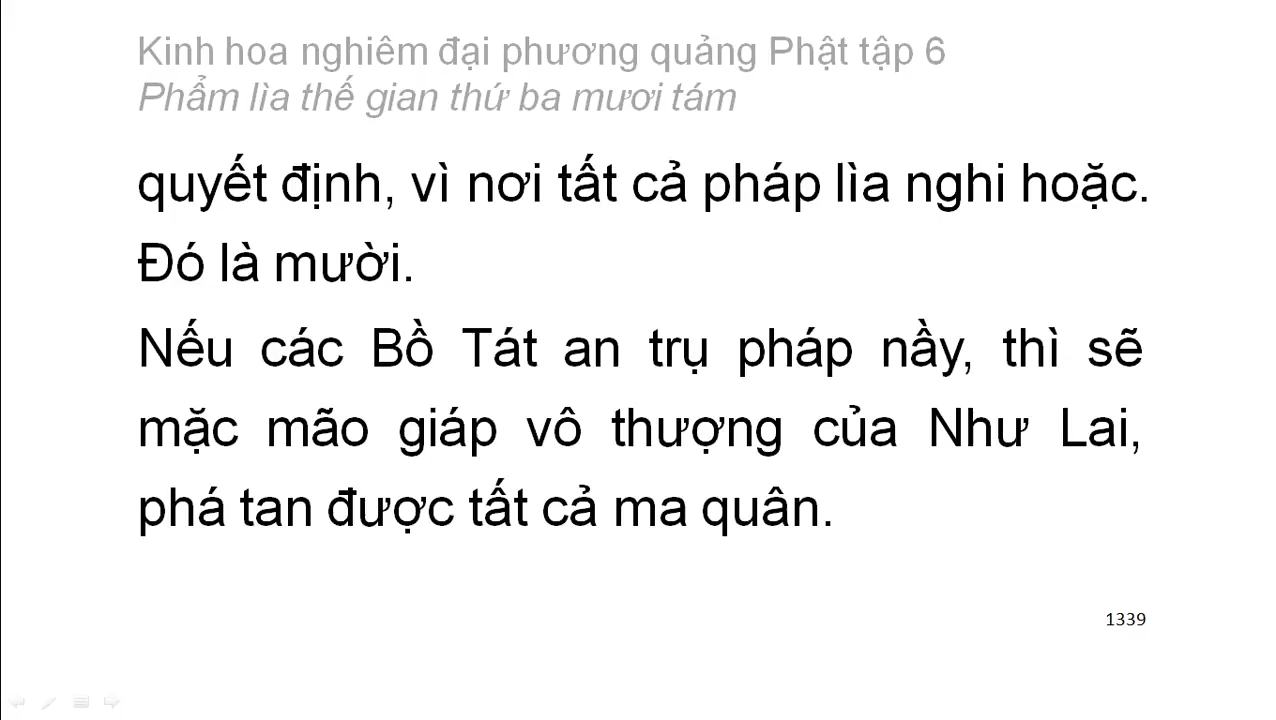 Kinh hoa nghiêm đại phương quảng Phật tập 6
Phẩm lìa thế gian thứ ba mươi tám
quyết định, vì nơi tất cả pháp lìa nghi hoặc.
Đó là mười.
Nếu các Bồ Tát an trụ pháp nầy, thì sẽ
mặc mão giáp vô thượng của Như Lai,
phá tan được tất cả ma quân.
1339